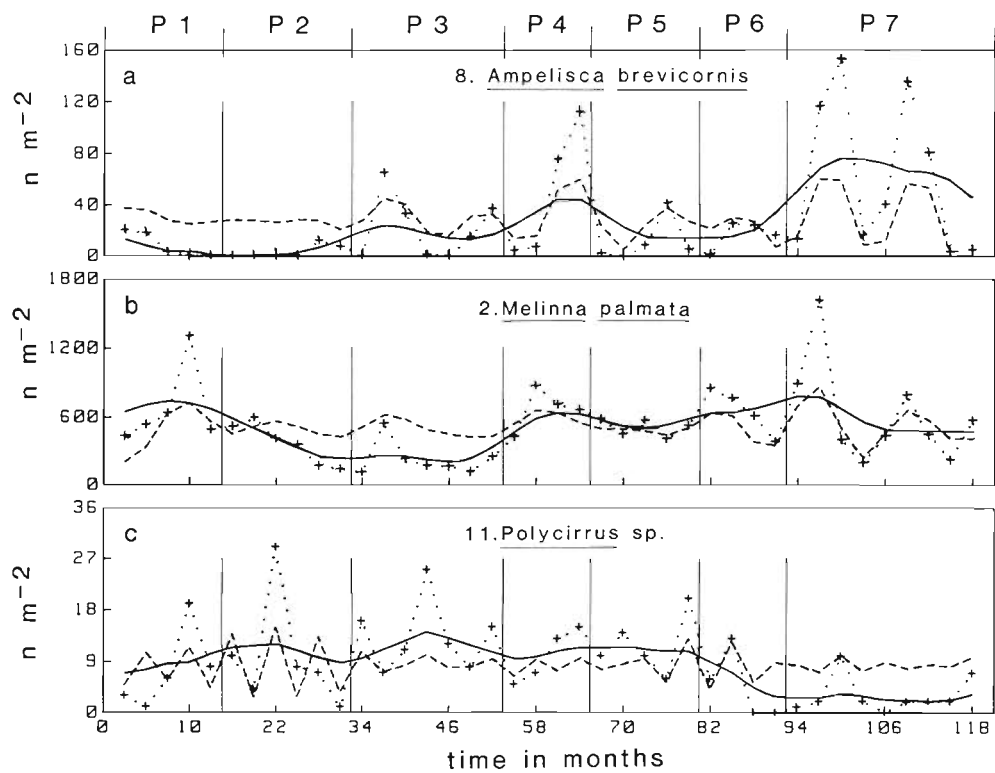 P 1 P 2 P 3 P 4 P 5 P 6 P 7
160
a
8. Ampelisca brevicornis
120
n m-2
80
40
0
1800
b
2. Melinna palmata
1200
n m-2
600
0
36
c
11. Polycirrus sp.
27
n m-2
18
9
0
0 10 22 34 46 58 70 82 94 106 118
time in months